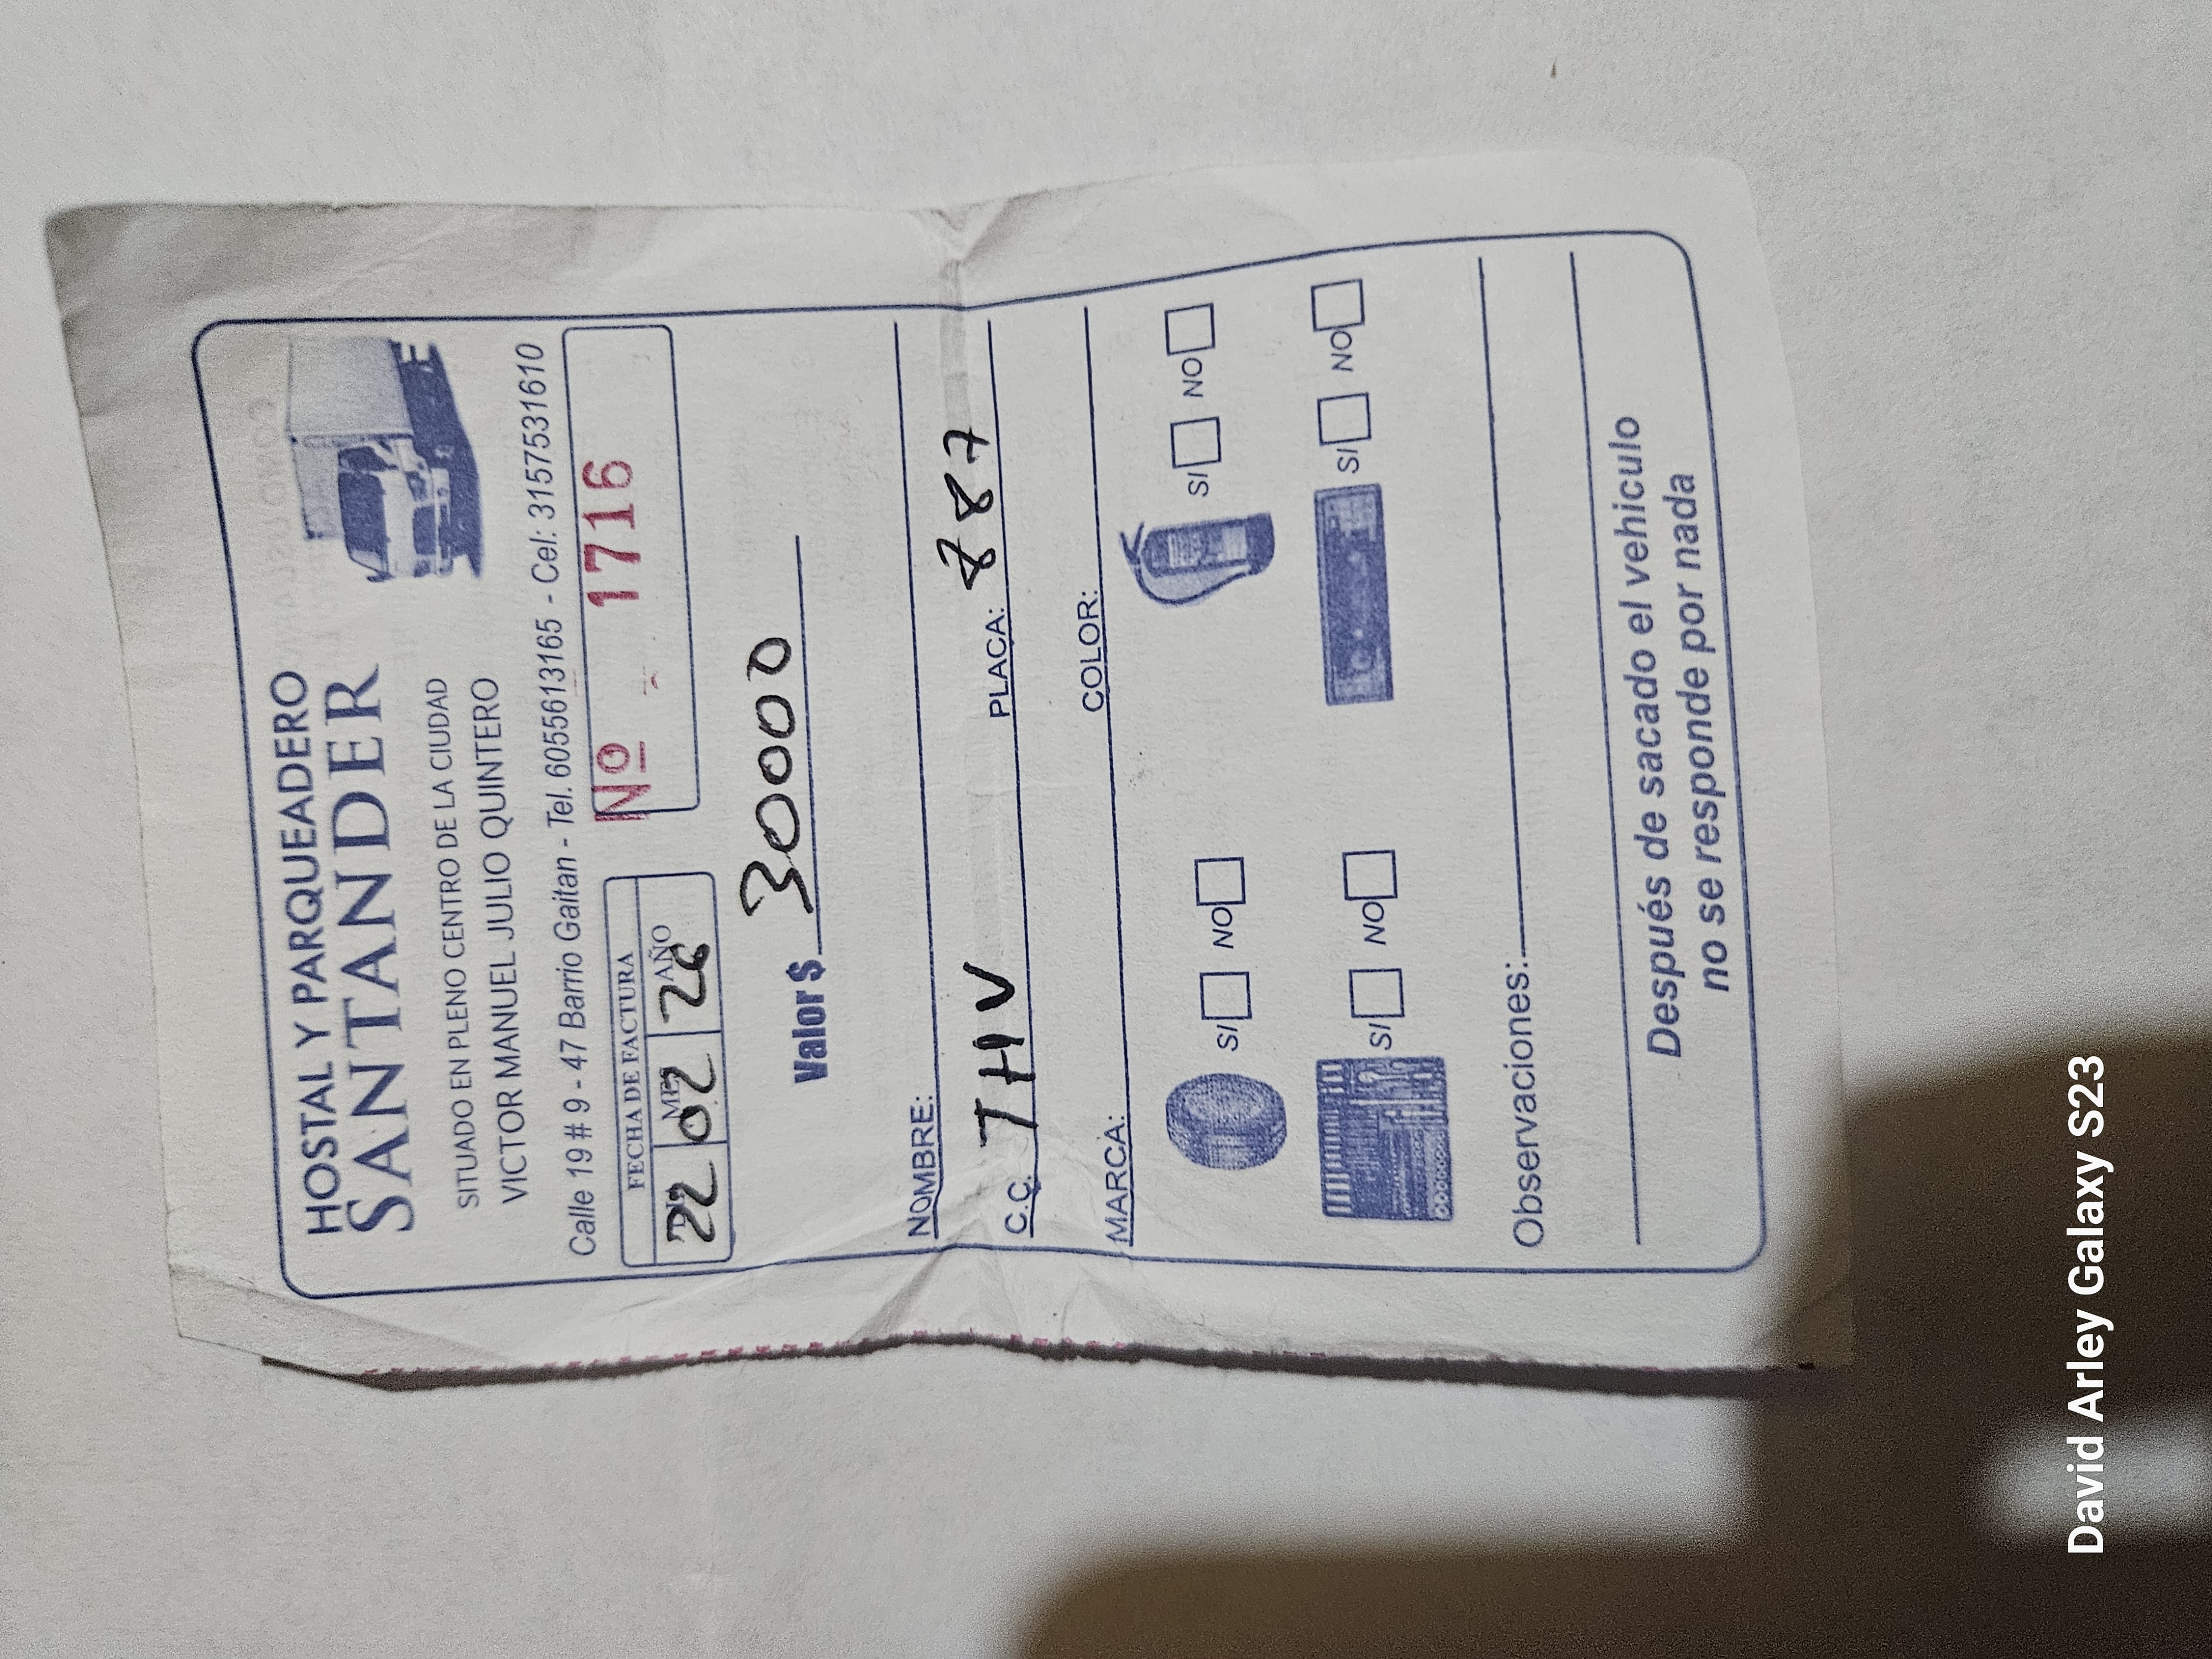 HOSTAL Y PARQUEADERO
SANTANDER
SITUADO EN PLENO CENTRO DE LA CIUDAD
VICTOR MANUEL JULIO QUINTERO
Calle 19 # 9 - 47 Barrio Gaitan - Tel. 6055613165 - Cel: 3157531610
FECHA DE FACTURA
MES AÑO
22 02 26
Nº 1716
Valor $ 30000
NOMBRE:
C.C. THV PLACA: 887
MARCA: COLOR:
SI NO SI NO
SI NO SI NO
Observaciones:
Después de sacado el vehiculo
no se responde por nada
David Arley Galaxy S23